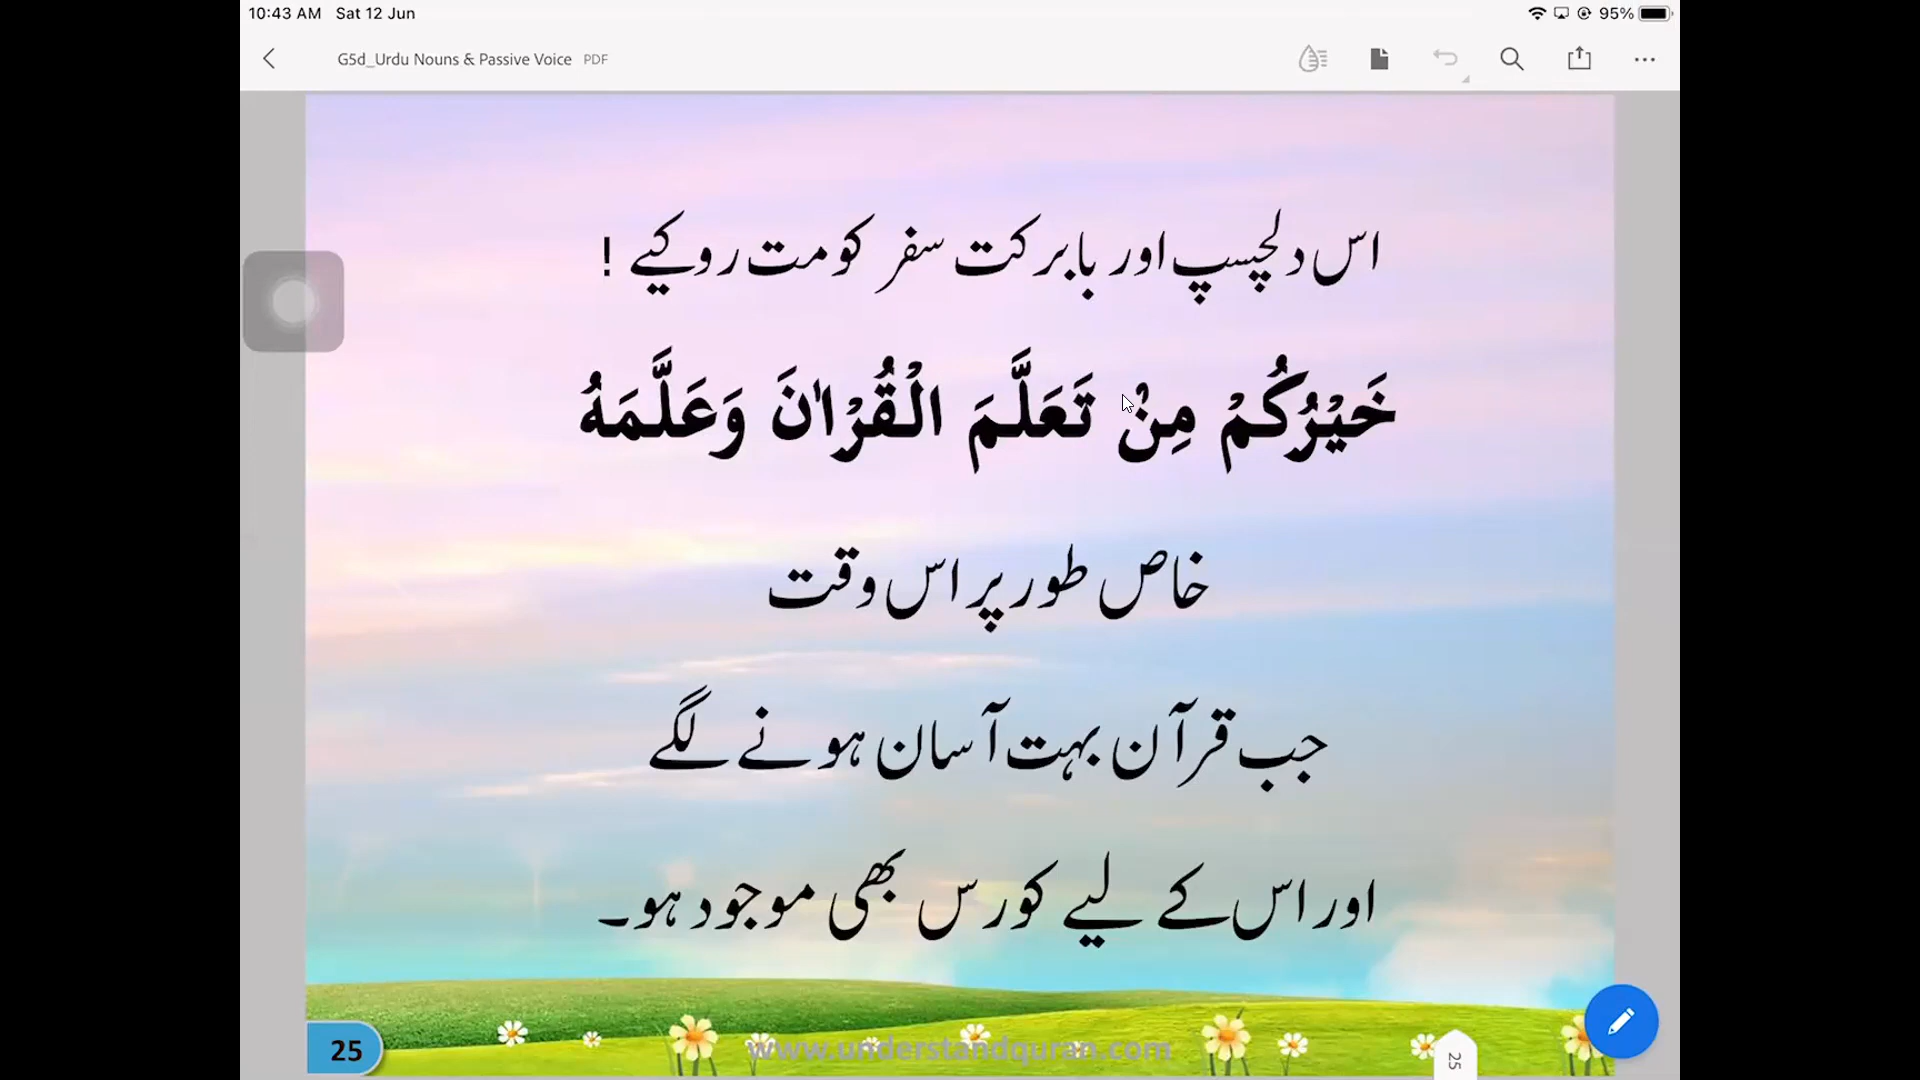 10:43 AM Sat 12 Jun 95%
G5d_Urdu Nouns & Passive Voice PDF
اس دلچسپ اور بابرکت سفر کو مت روکیے !
خَيْرُكُمْ مِنْ تَعَلَّمَ الْقُرْاٰنَ وَعَلَّمَهُ
خاص طور پر اس وقت
جب قرآن بہت آسان ہونے لگے
اور اس کے لیے کورس بھی موجود ہو۔
25
www.understandquran.com
25